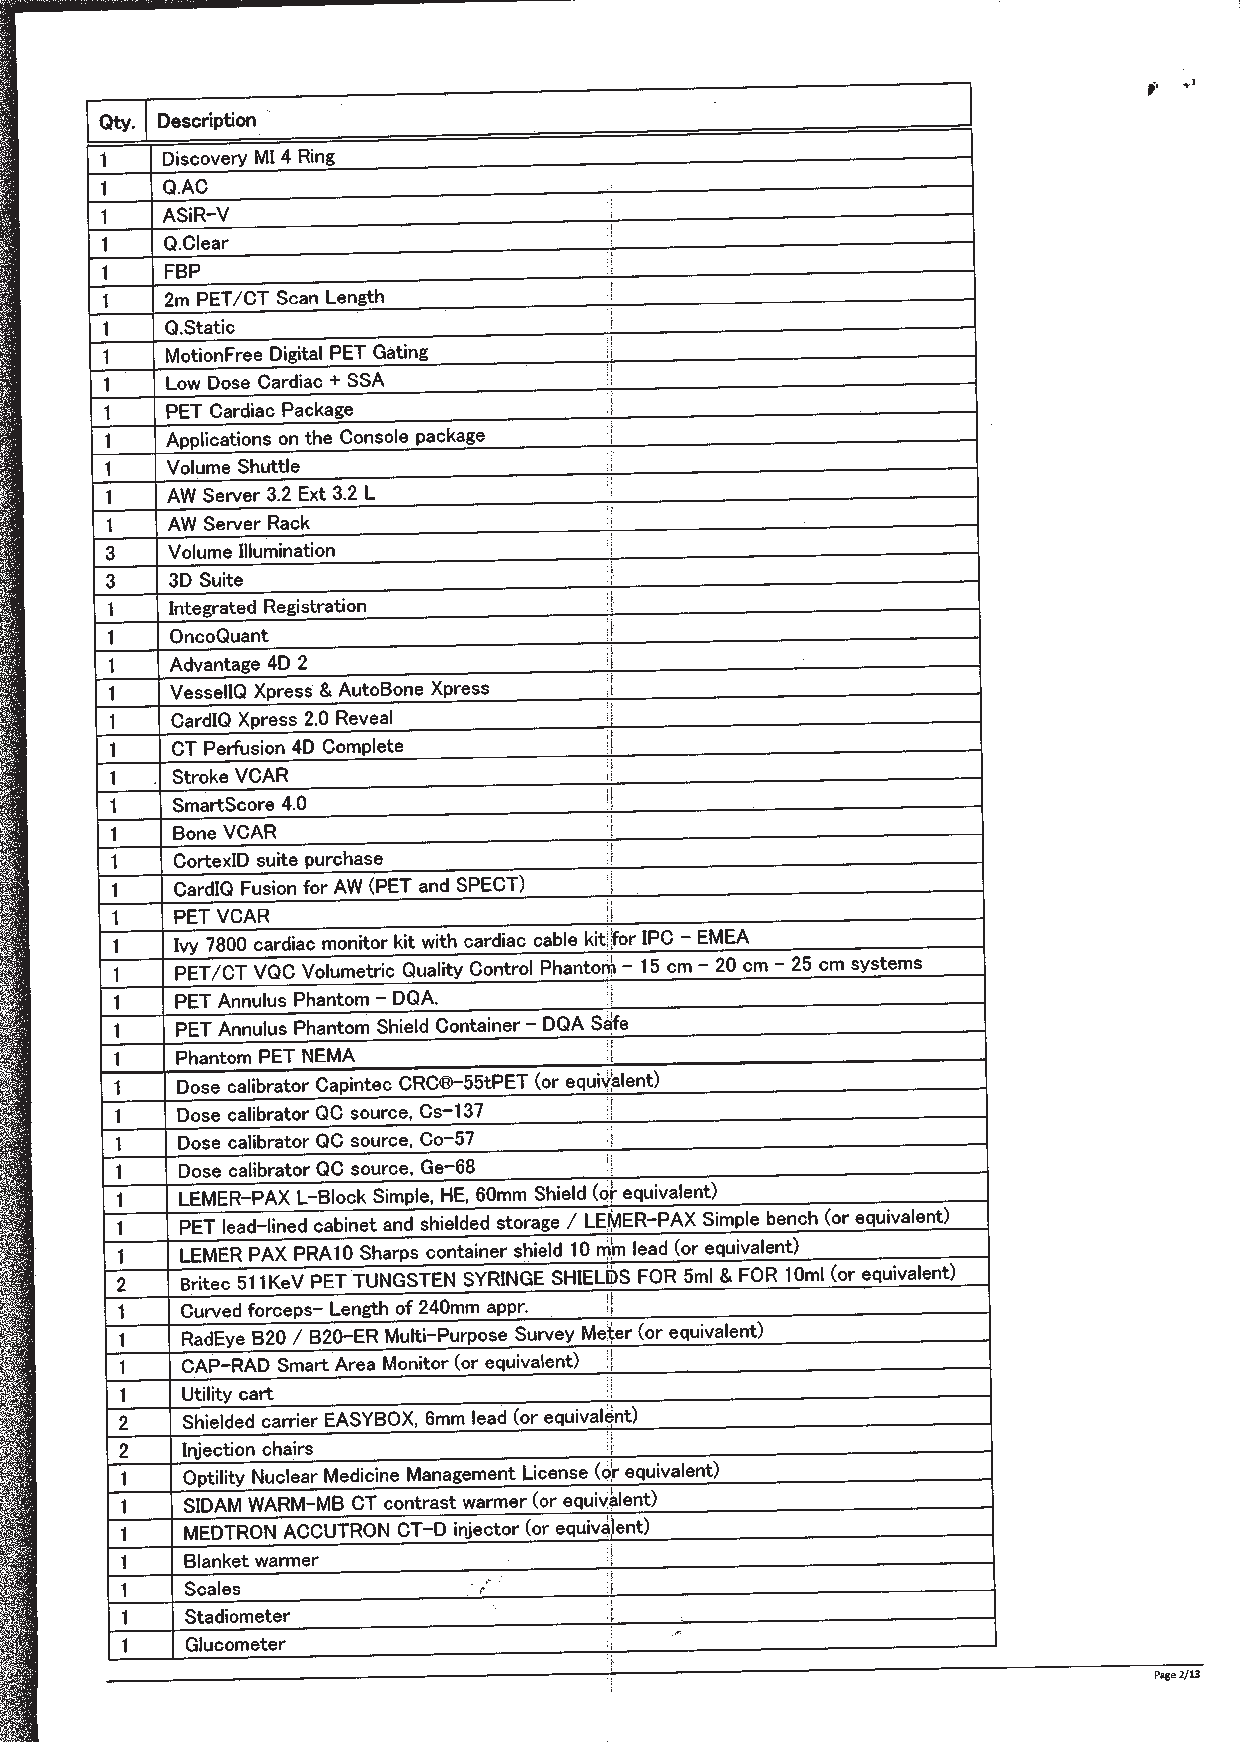 Qty. Description
1 Discovery MI 4 Ring
1 Q.AC
1 ASiR-V
1 Q.Clear
1 FBP
1 2m PET/CT Scan Length
1 Q.Static
1 MotionFree Digital PET Gating
1 Low Dose Cardiac + SSA
1 PET Cardiac Package
1 Applications on the Console package
1 Volume Shuttle
1 AW Server 3.2 Ext 3.2 L
1 AW Server Rack
3 Volume Illumination
3 3D Suite
1 Integrated Registration
1 OncoQuant
1 Advantage 4D 2
1 VesselIQ Xpress & AutoBone Xpress
1 CardIQ Xpress 2.0 Reveal
1 CT Perfusion 4D Complete
1 Stroke VCAR
1 SmartScore 4.0
1 Bone VCAR
1 CortexID suite purchase
1 CardIQ Fusion for AW (PET and SPECT)
1 PET VCAR
1 Ivy 7800 cardiac monitor kit with cardiac cable kit for IPC - EMEA
1 PET/CT VQC Volumetric Quality Control Phantom - 15 cm - 20 cm - 25 cm systems
1 PET Annulus Phantom - DQA.
1 PET Annulus Phantom Shield Container - DQA Safe
1 Phantom PET NEMA
1 Dose calibrator Capintec CRC®-55tPET (or equivalent)
1 Dose calibrator QC source, Cs-137
1 Dose calibrator QC source, Co-57
1 Dose calibrator QC source, Ge-68
1 LEMER-PAX L-Block Simple, HE, 60mm Shield (or equivalent)
1 PET lead-lined cabinet and shielded storage / LEMER-PAX Simple bench (or equivalent)
1 LEMER PAX PRA10 Sharps container shield 10 mm lead (or equivalent)
2 Britec 511KeV PET TUNGSTEN SYRINGE SHIELDS FOR 5ml & FOR 10ml (or equivalent)
1 Curved forceps- Length of 240mm appr.
1 RadEye B20 / B20-ER Multi-Purpose Survey Meter (or equivalent)
1 CAP-RAD Smart Area Monitor (or equivalent)
1 Utility cart
2 Shielded carrier EASYBOX, 6mm lead (or equivalent)
2 Injection chairs
1 Optility Nuclear Medicine Management License (or equivalent)
1 SIDAM WARM-MB CT contrast warmer (or equivalent)
1 MEDTRON ACCUTRON CT-D injector (or equivalent)
1 Blanket warmer
1 Scales
1 Stadiometer
1 Glucometer
Page 2/13